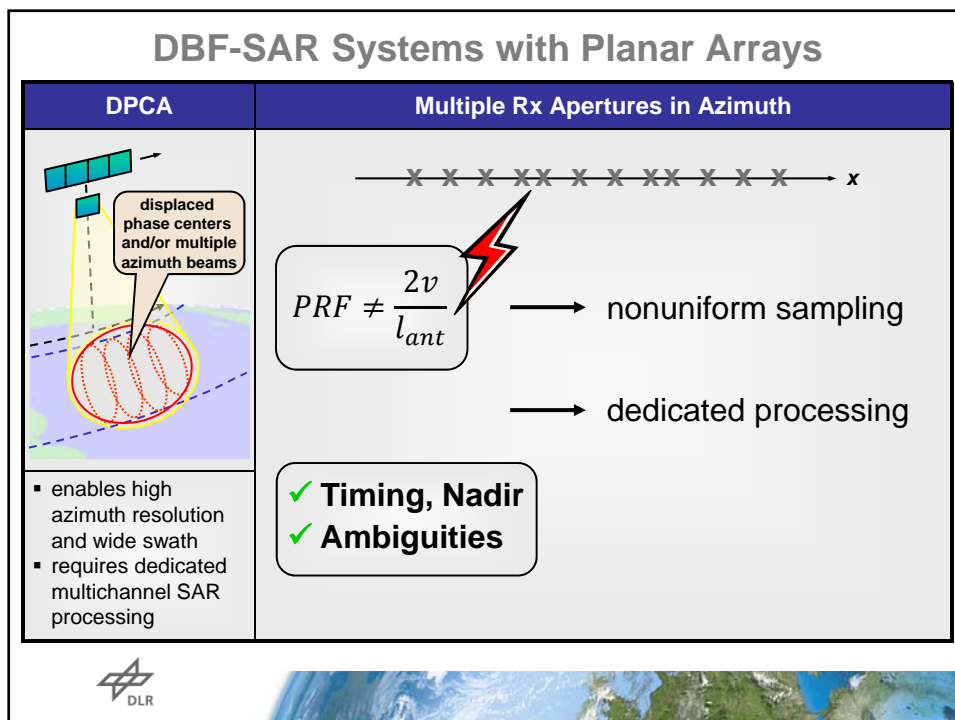 DBF-SAR Systems with Planar Arrays
DPCA
Multiple Rx Apertures in Azimuth
displaced
phase centers
and/or multiple
azimuth beams
X X X XX X X XX X X X x
PRF ≠ 2v / l_ant
nonuniform sampling
dedicated processing
▪ enables high
azimuth resolution
and wide swath
▪ requires dedicated
multichannel SAR
processing
✓ Timing, Nadir
✓ Ambiguities
DLR